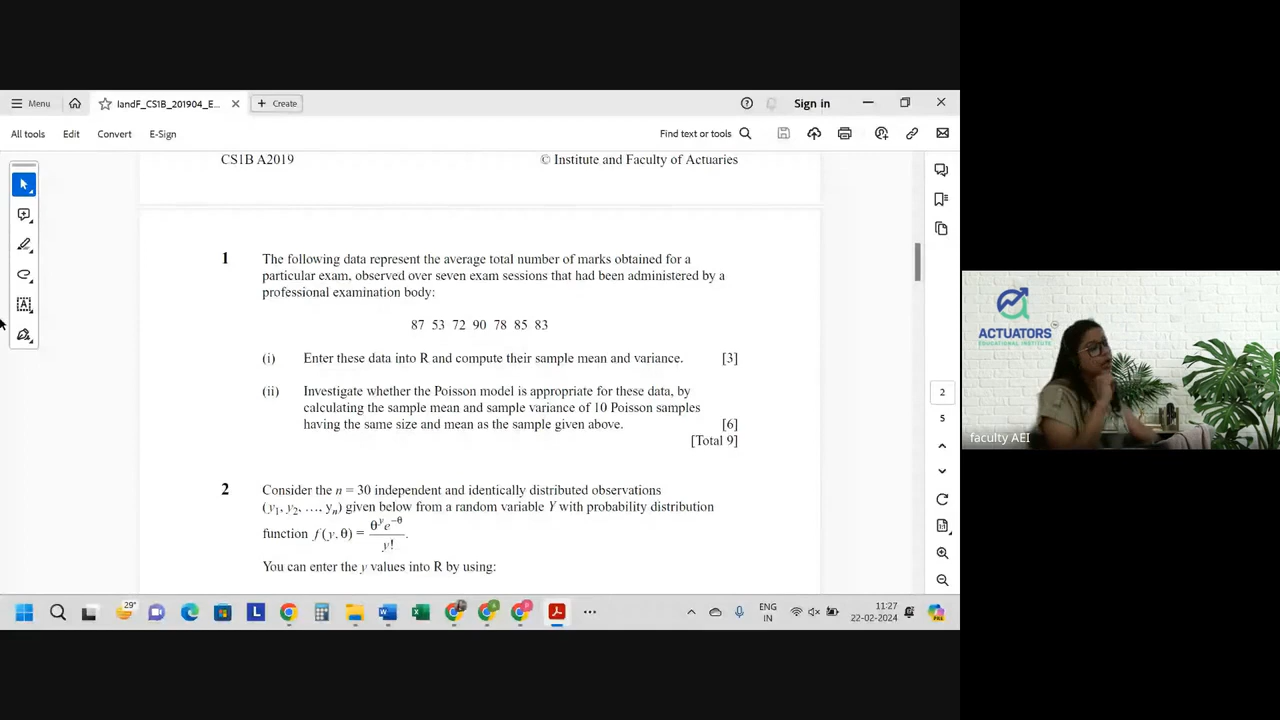 Menu
IandF_CS1B_201904_E...
Create
Sign in
All tools
Edit
Convert
E-Sign
Find text or tools
CS1B A2019
© Institute and Faculty of Actuaries
1
The following data represent the average total number of marks obtained for a
particular exam, observed over seven exam sessions that had been administered by a
professional examination body:
87 53 72 90 78 85 83
(i) Enter these data into R and compute their sample mean and variance. [3]
(ii) Investigate whether the Poisson model is appropriate for these data, by
calculating the sample mean and sample variance of 10 Poisson samples
having the same size and mean as the sample given above. [6]
[Total 9]
2
Consider the n = 30 independent and identically distributed observations
(y₁, y₂, ..., yₙ) given below from a random variable Y with probability distribution
function f(y, θ) = θ^y e^−θ / y!.
You can enter the y values into R by using:
2
5
ACTUATORS
EDUCATIONAL INSTITUTE
TM
faculty AEI
29°
L
ENG
IN
11:27
22-02-2024